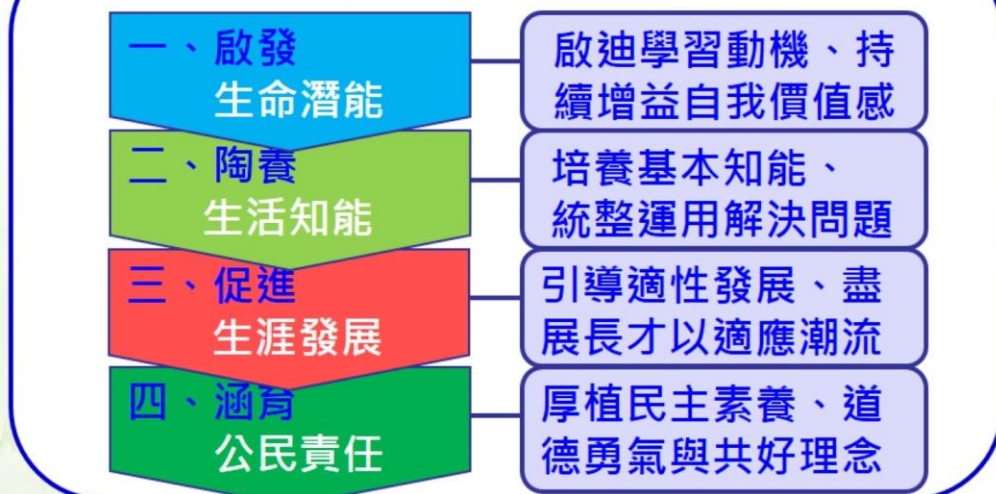 一、啟發
生命潛能
啟迪學習動機、持
續增益自我價值感
二、陶養
生活知能
培養基本知能、
統整運用解決問題
三、促進
生涯發展
引導適性發展、盡
展長才以適應潮流
四、涵育
公民責任
厚植民主素養、道
德勇氣與共好理念